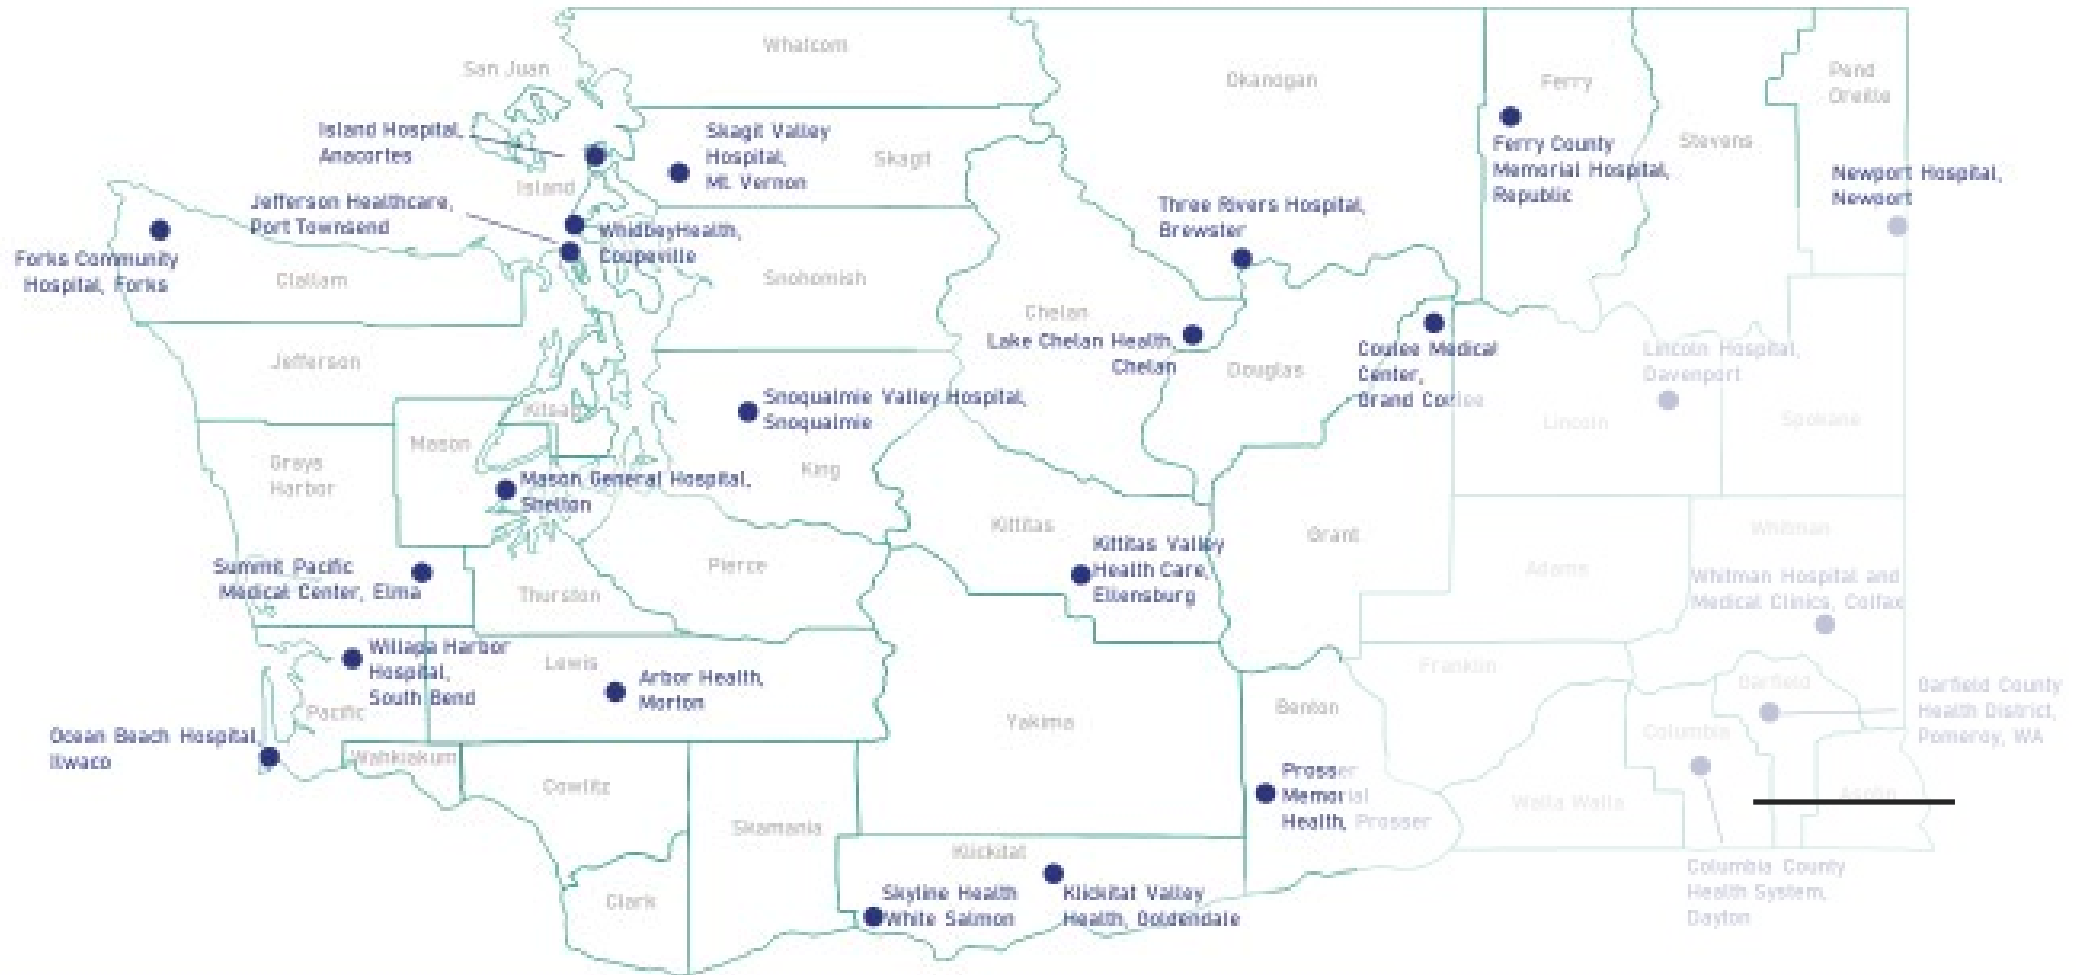 Whatcom
San Juan
Okanogan
Ferry
Pend
Oreille
Island Hospital,
Anacortes
Skagit Valley
Hospital,
Mt. Vernon
Skagit
Stevens
Ferry County
Memorial Hospital,
Republic
Newport Hospital,
Newport
Island
Jefferson Healthcare,
Port Townsend
WhidbeyHealth,
Coupeville
Three Rivers Hospital,
Brewster
Forks Community
Hospital, Forks
Clallam
Snohomish
Chelan
Lake Chelan Health,
Chelan
Douglas
Coulee Medical
Center,
Grand Coulee
Lincoln Hospital,
Davenport
Jefferson
Kitsap
Snoqualmie Valley Hospital,
Snoqualmie
Lincoln
Spokane
Mason
Grays
Harbor
King
Mason General Hospital,
Shelton
Kittitas
Kittitas Valley
Health Care,
Ellensburg
Grant
Whitman
Adams
Whitman Hospital and
Medical Clinics, Colfax
Summit Pacific
Medical Center, Elma
Thurston
Pierce
Willapa Harbor
Hospital,
South Bend
Lewis
Arbor Health,
Morton
Franklin
Pacific
Yakima
Benton
Garfield
Garfield County
Health District,
Pomeroy, WA
Columbia
Ocean Beach Hospital,
Ilwaco
Wahkiakum
Cowlitz
Skamania
Prosser
Memorial
Health, Prosser
Walla Walla
Asotin
Klickitat
Clark
Skyline Health
White Salmon
Klickitat Valley
Health, Goldendale
Columbia County
Health System,
Dayton